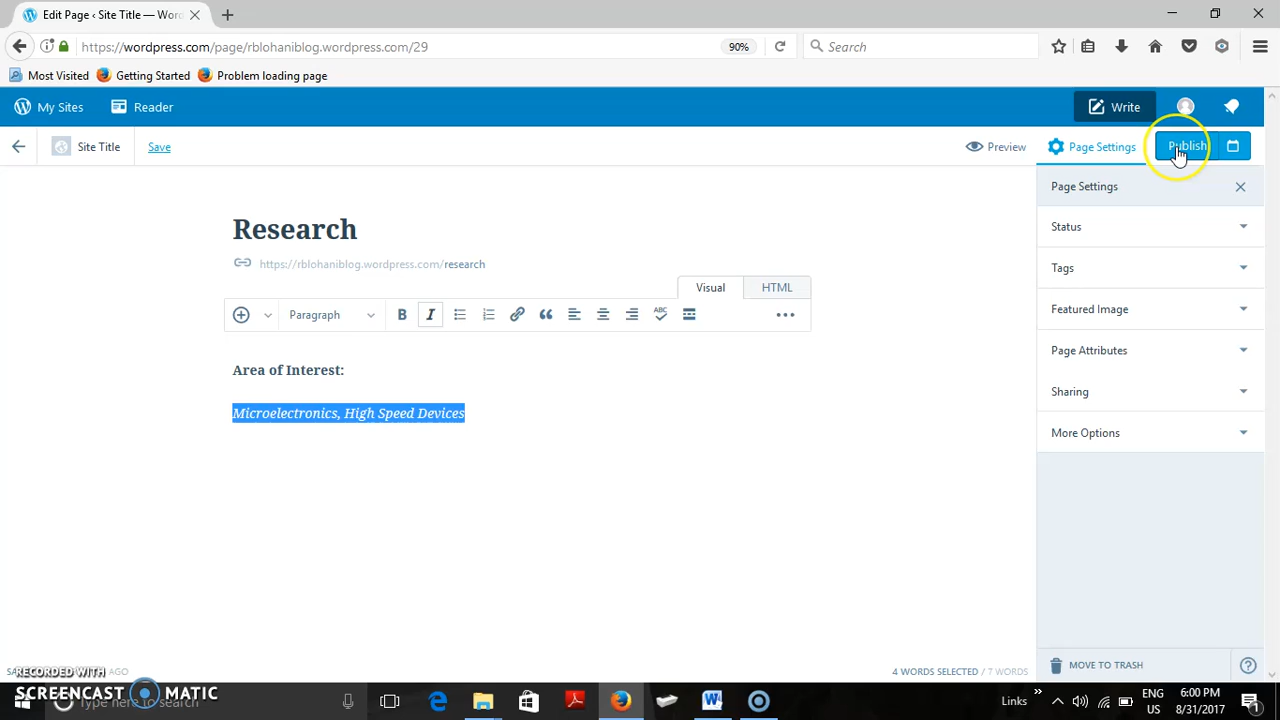 Edit Page ‹ Site Title — Word
https://wordpress.com/page/rblohaniblog.wordpress.com/29
90%
Search
Most Visited
Getting Started
Problem loading page
My Sites
Reader
Write
Site Title
Save
Preview
Page Settings
Publish
Page Settings
Research
Status
https://rblohaniblog.wordpress.com/research
Tags
Visual
HTML
Paragraph
B
I
ABC
Featured Image
Area of Interest:
Page Attributes
Sharing
Microelectronics, High Speed Devices
More Options
4 WORDS SELECTED / 7 WORDS
MOVE TO TRASH
AGO
RECORDED WITH
SCREENCAST MATIC
Type here to search
Links
ENG
US
6:00 PM
8/31/2017
1